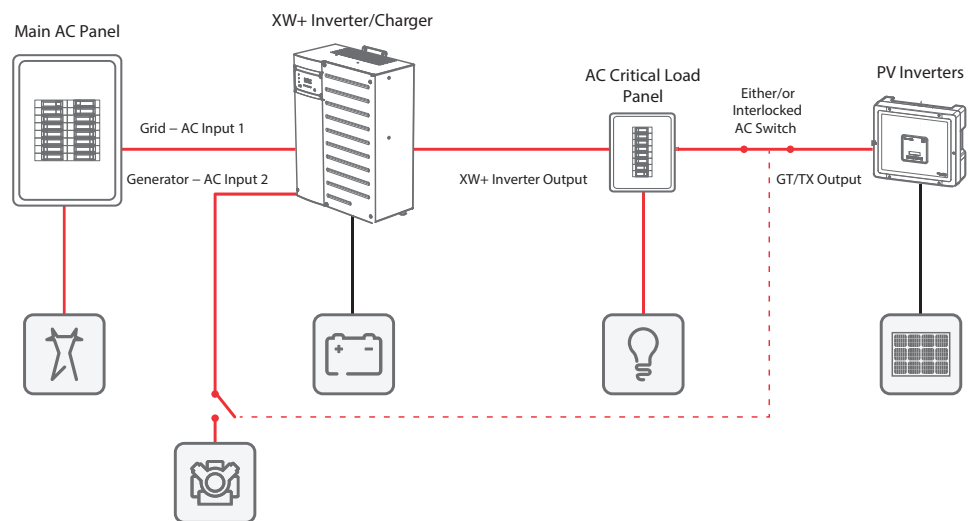 XW+ Inverter/Charger
Main AC Panel
AC Critical Load
Panel
Either/or
Interlocked
AC Switch
PV Inverters
Grid – AC Input 1
Generator – AC Input 2
XW+ Inverter Output
GT/TX Output